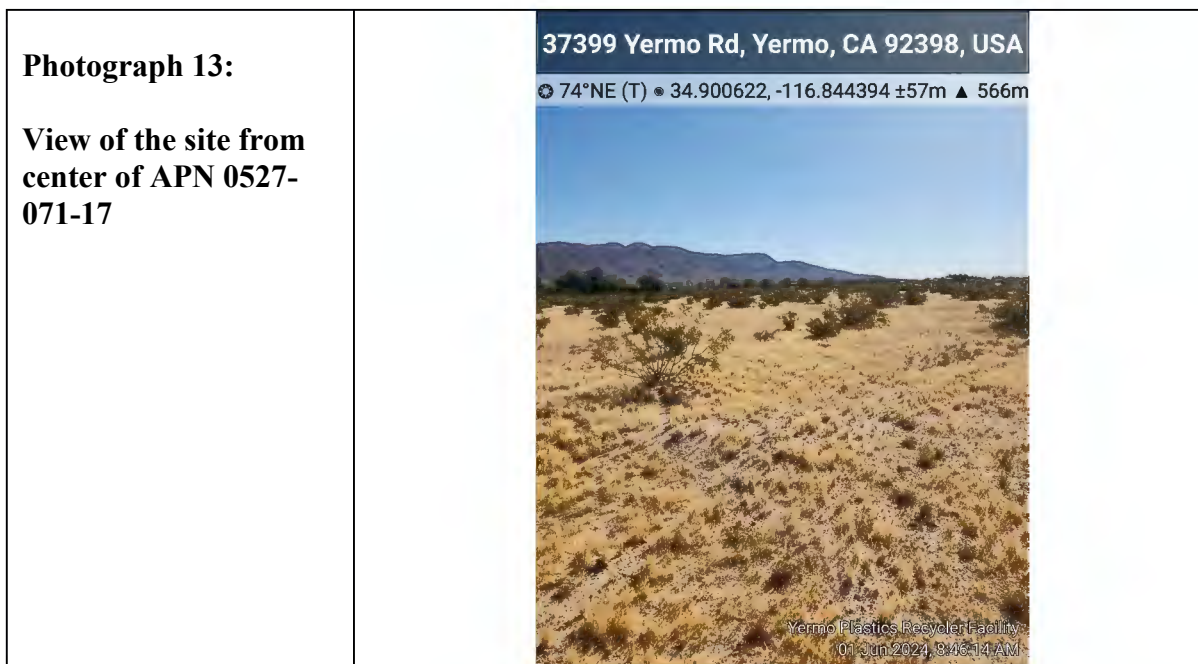 Photograph 13:
View of the site from
center of APN 0527-
071-17
37399 Yermo Rd, Yermo, CA 92398, USA
74°NE (T) ● 34.900622, -116.844394 ±57m ▲ 566m
Yermo Plastics Recycler Facility
01 Jun 2024, 8:46:14 AM